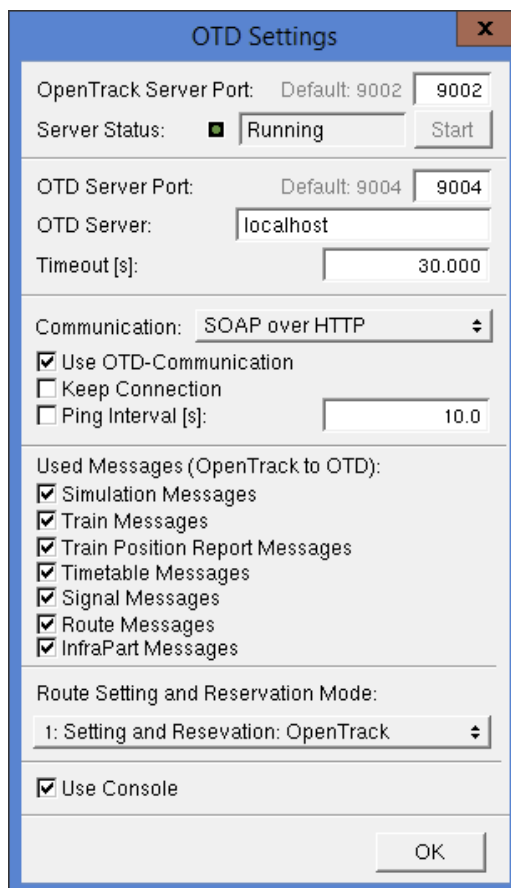 OTD Settings
x
OpenTrack Server Port: Default: 9002 9002
Server Status: Running Start
OTD Server Port: Default: 9004 9004
OTD Server: localhost
Timeout [s]: 30.000
Communication: SOAP over HTTP
Use OTD-Communication
Keep Connection
Ping Interval [s]: 10.0
Used Messages (OpenTrack to OTD):
Simulation Messages
Train Messages
Train Position Report Messages
Timetable Messages
Signal Messages
Route Messages
InfraPart Messages
Route Setting and Reservation Mode:
1: Setting and Resevation: OpenTrack
Use Console
OK